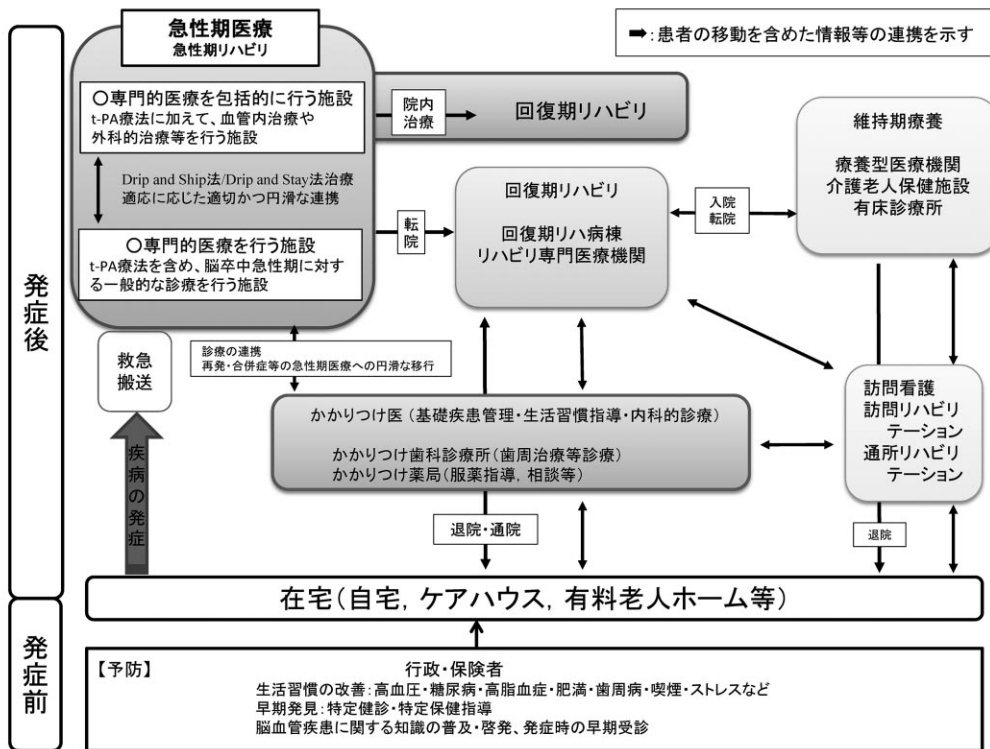 急性期医療
急性期リハビリ
➡:患者の移動を含めた情報等の連携を示す
発症後
〇専門的医療を包括的に行う施設
t-PA療法に加えて、血管内治療や
外科的治療等を行う施設
院内
治療
回復期リハビリ
Drip and Ship法/Drip and Stay法治療
適応に応じた適切かつ円滑な連携
〇専門的医療を行う施設
t-PA療法を含め、脳卒中急性期に対す
る一般的な診療を行う施設
転院
回復期リハビリ
回復期リハ病棟
リハビリ専門医療機関
入院
転院
維持期療養
療養型医療機関
介護老人保健施設
有床診療所
救急
搬送
診療の連携
再発・合併症等の急性期医療への円滑な移行
疾病の発症
かかりつけ医(基礎疾患管理・生活習慣指導・内科的診療)
かかりつけ歯科診療所(歯周治療等診療)
かかりつけ薬局(服薬指導,相談等)
訪問看護
訪問リハビリ
テーション
通所リハビリ
テーション
退院・通院
退院
在宅(自宅,ケアハウス,有料老人ホーム等)
発症前
【予防】
行政・保険者
生活習慣の改善:高血圧・糖尿病・高脂血症・肥満・歯周病・喫煙・ストレスなど
早期発見:特定健診・特定保健指導
脳血管疾患に関する知識の普及・啓発、発症時の早期受診